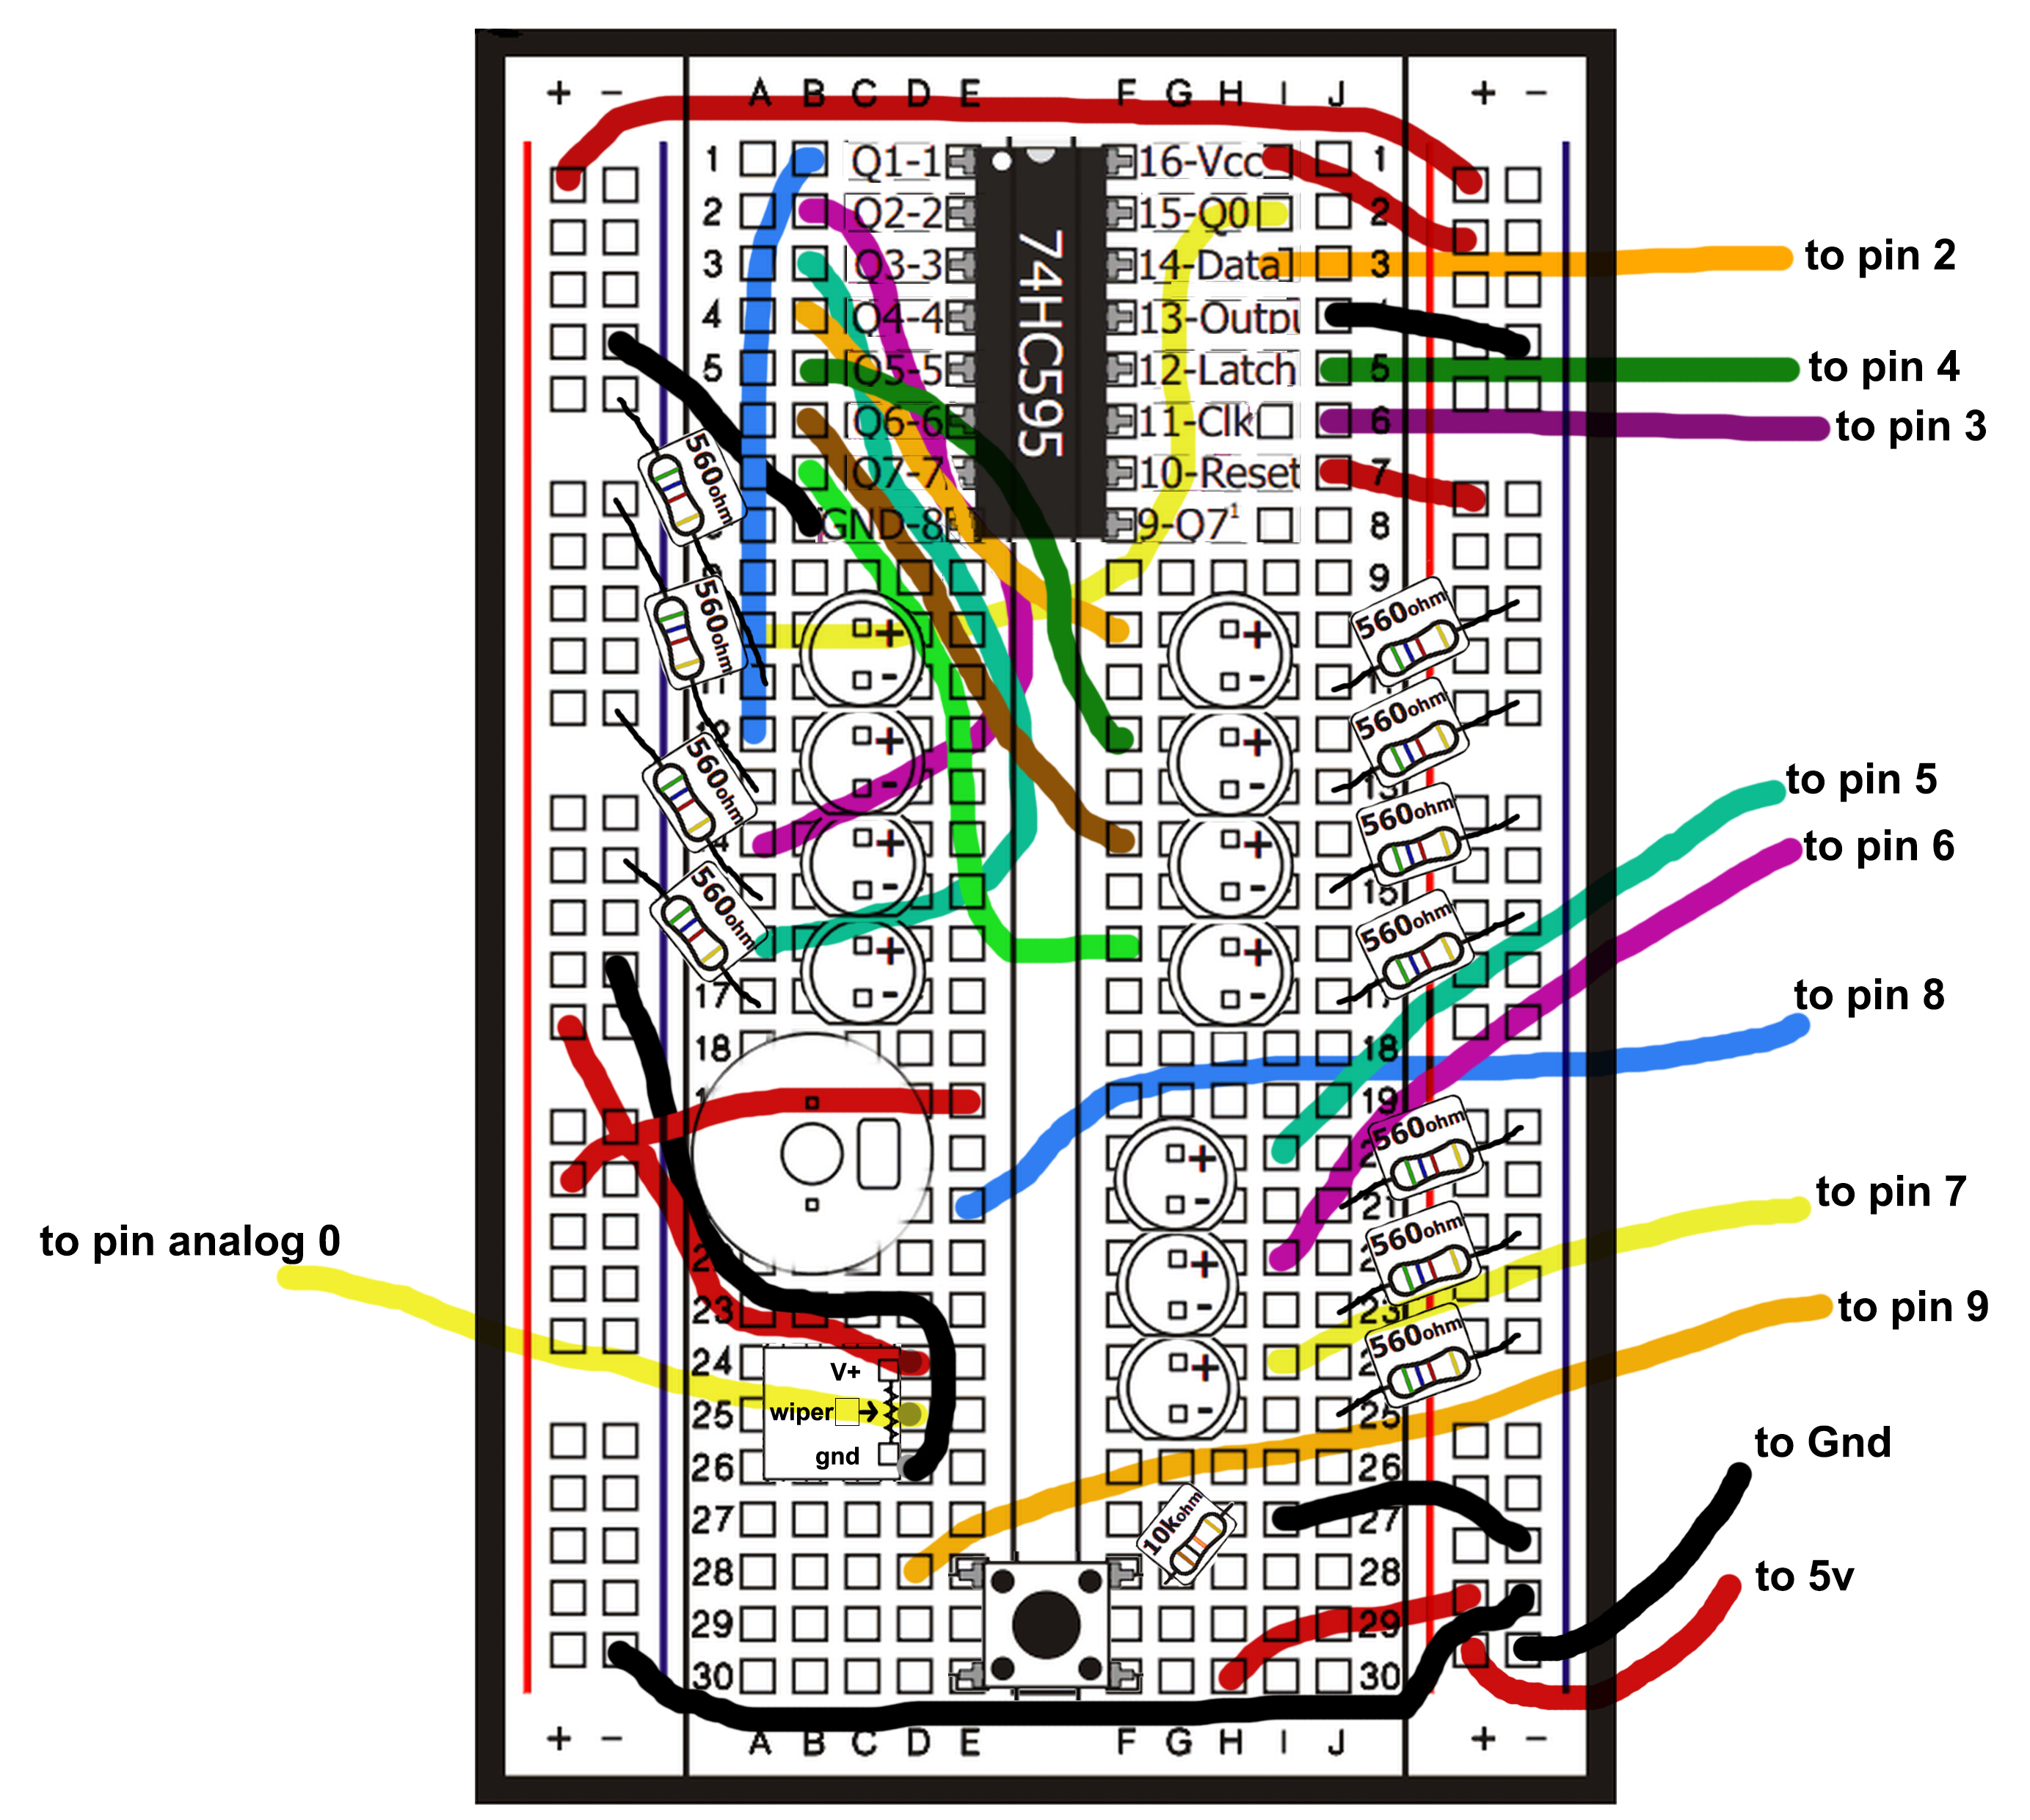 + - A B C D E F G H I J + -
1 Q1-1 16-Vcc 1
2 Q2-2 15-Q0 2
3 Q3-3 14-Data 3
to pin 2
4 Q4-4 13-Outpu
5 Q5-5 12-Latch 5
to pin 4
Q6-6 11-Clk 6
to pin 3
Q7-7 10-Reset 7
GND-8 9-Q7¹ 8
74HC595
560ohm
9
560ohm
560ohm
+ +
- -
560ohm
+ +
- - 13
560ohm
560ohm
to pin 5
+ +
- - 15
560ohm
560ohm
to pin 6
+ +
17 - -
to pin 8
18 18
19
560ohm
+
- 21
to pin 7
560ohm
+
23 - 23
to pin analog 0
to pin 9
560ohm
24 V+ +
25 wiper - 25
26 gnd 26
to Gnd
27 10kohm 27
28 28
to 5v
29 29
30 30
+ - A B C D E F G H I J + -